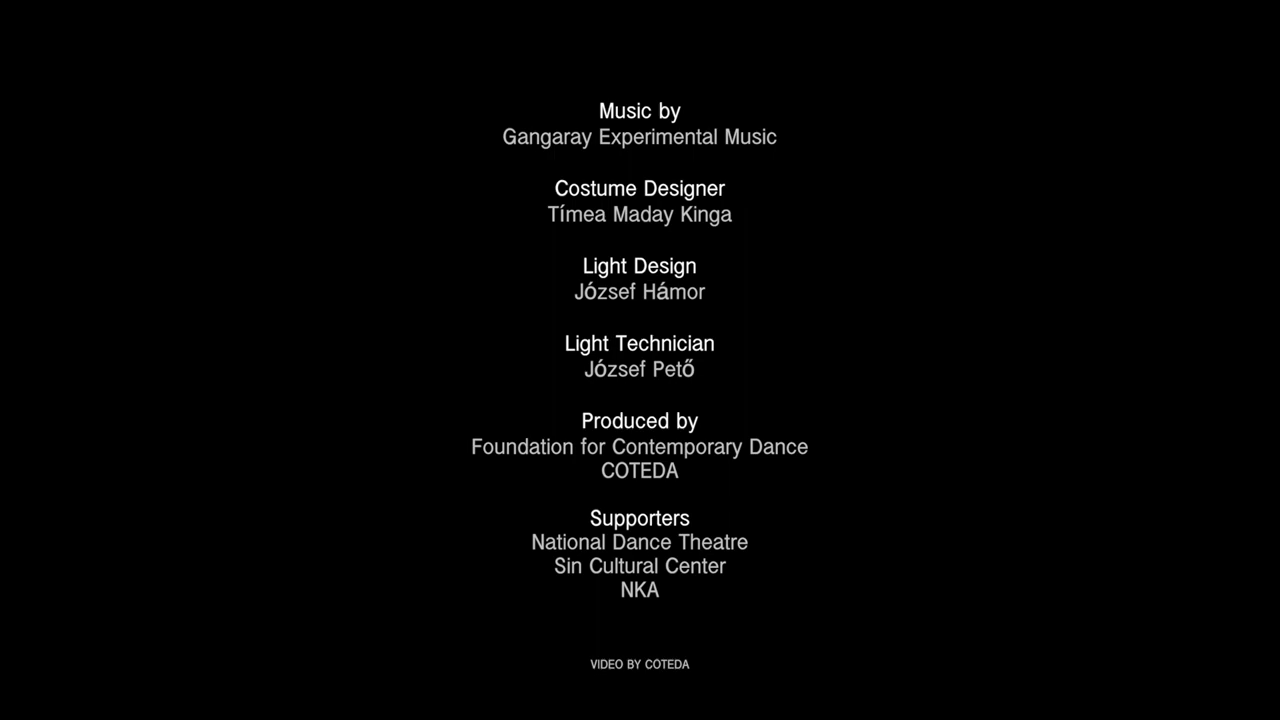 Music by
Gangaray Experimental Music
Costume Designer
Tímea Maday Kinga
Light Design
József Hámor
Light Technician
József Pető
Produced by
Foundation for Contemporary Dance
COTEDA
Supporters
National Dance Theatre
Sin Cultural Center
NKA
VIDEO BY COTEDA